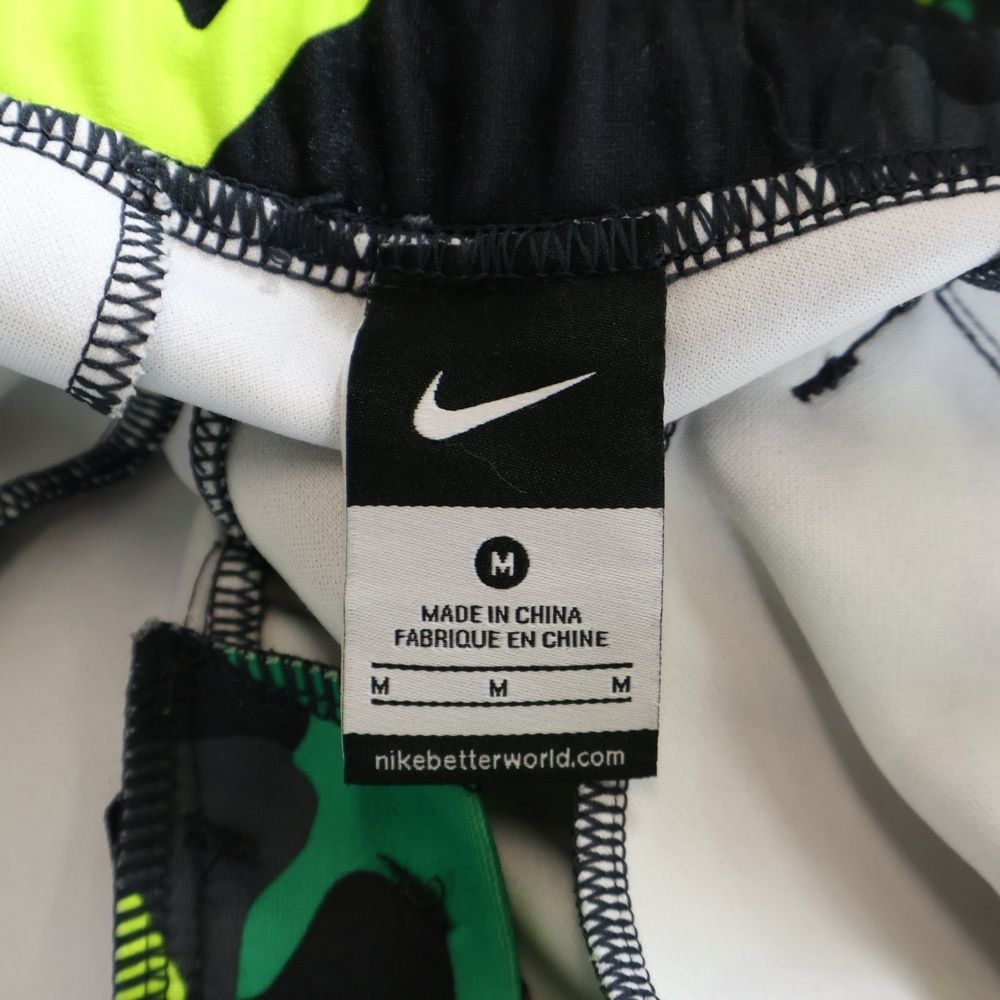 M
MADE IN CHINA
FABRIQUE EN CHINE
M M M
nikebetterworld.com